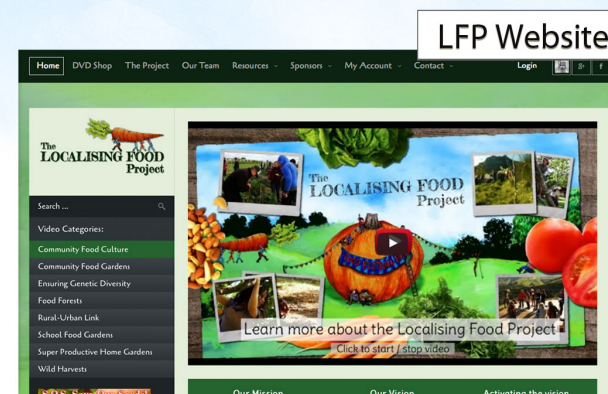 LFP Website
Home DVD Shop The Project Our Team Resources Sponsors My Account Contact Login
The
LOCALISING FOOD
Project
Search ...
Video Categories:
Community Food Culture
Community Food Gardens
Ensuring Genetic Diversity
Food Forests
Rural-Urban Link
School Food Gardens
Super Productive Home Gardens
Wild Harvests
The
LOCALISING FOOD
Project
Learn more about the Localising Food Project
Click to start / stop video
Our Mission Our Vision Activating the vision